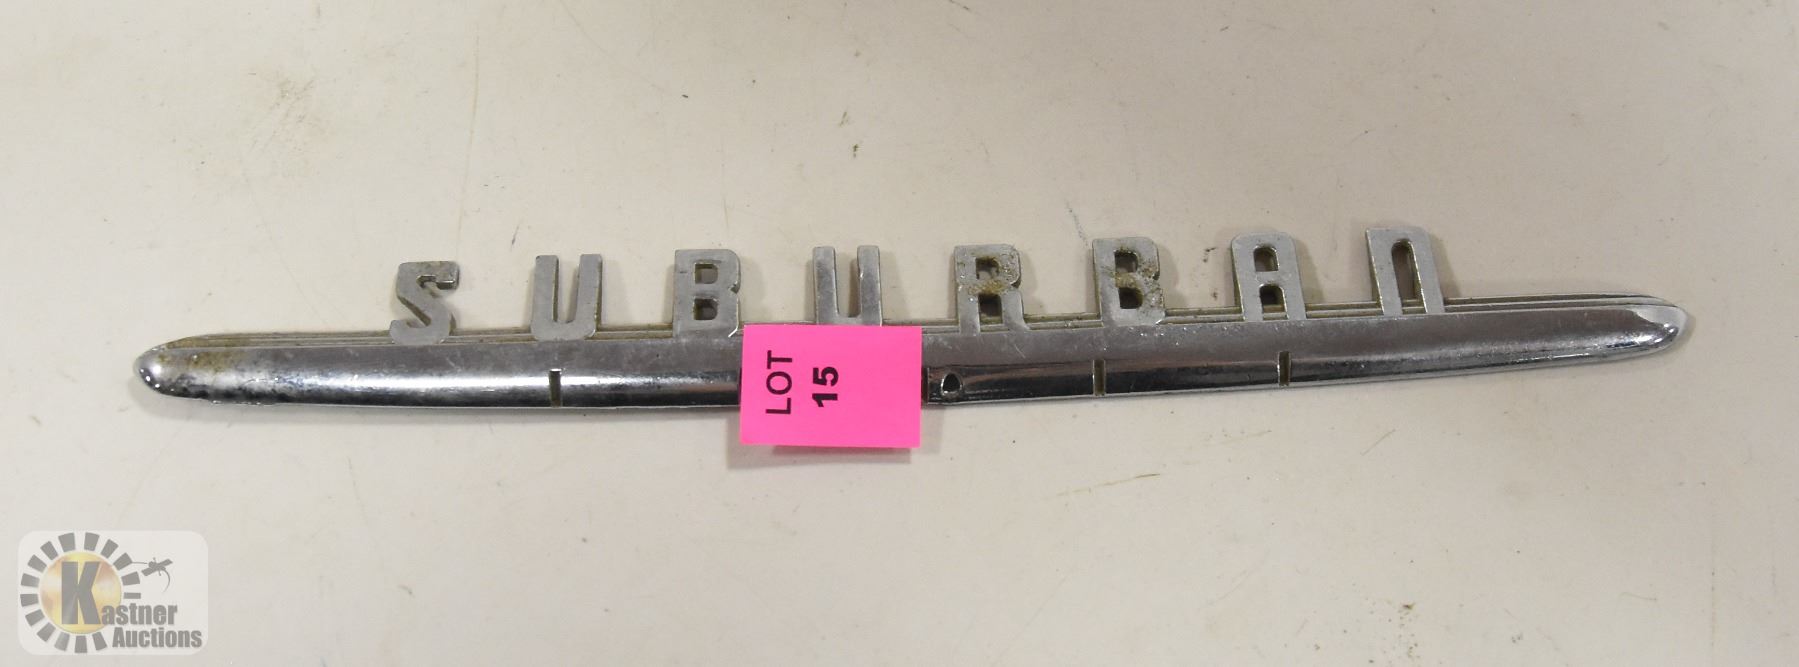 SUBURBAN
LOT
15
Kastner
Auctions